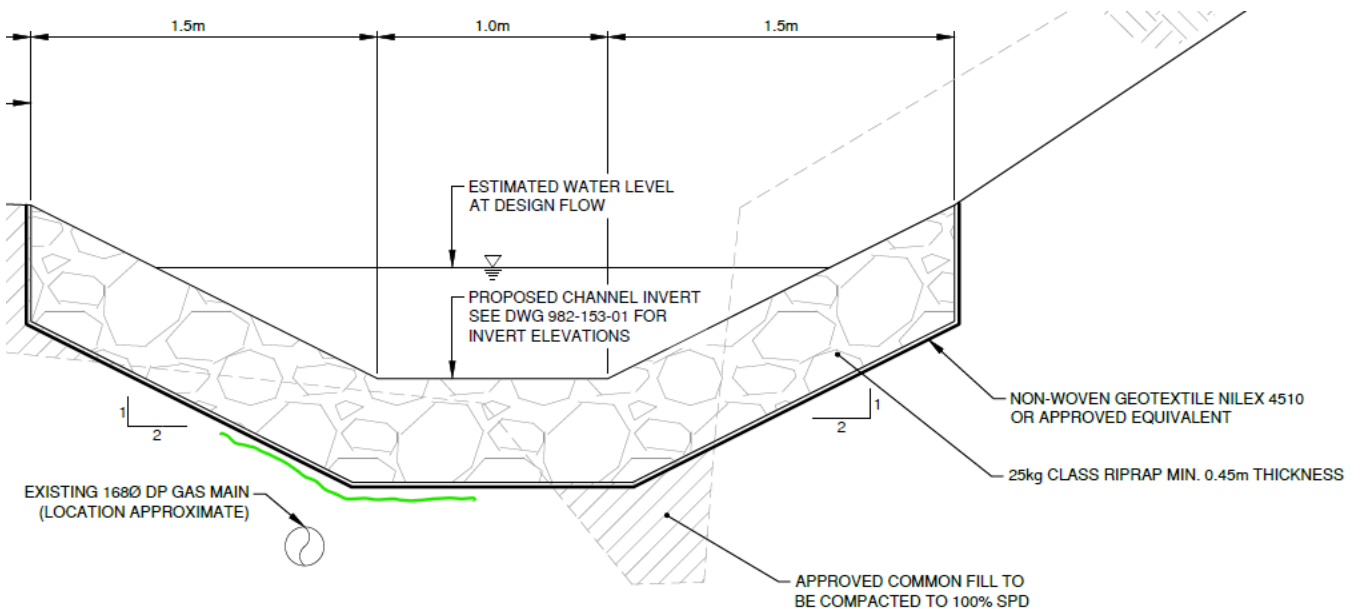 1.5m
1.0m
1.5m
ESTIMATED WATER LEVEL
AT DESIGN FLOW
PROPOSED CHANNEL INVERT
SEE DWG 982-153-01 FOR
INVERT ELEVATIONS
1
2
1
2
NON-WOVEN GEOTEXTILE NILEX 4510
OR APPROVED EQUIVALENT
25kg CLASS RIPRAP MIN. 0.45m THICKNESS
EXISTING 168Ø DP GAS MAIN
(LOCATION APPROXIMATE)
APPROVED COMMON FILL TO
BE COMPACTED TO 100% SPD